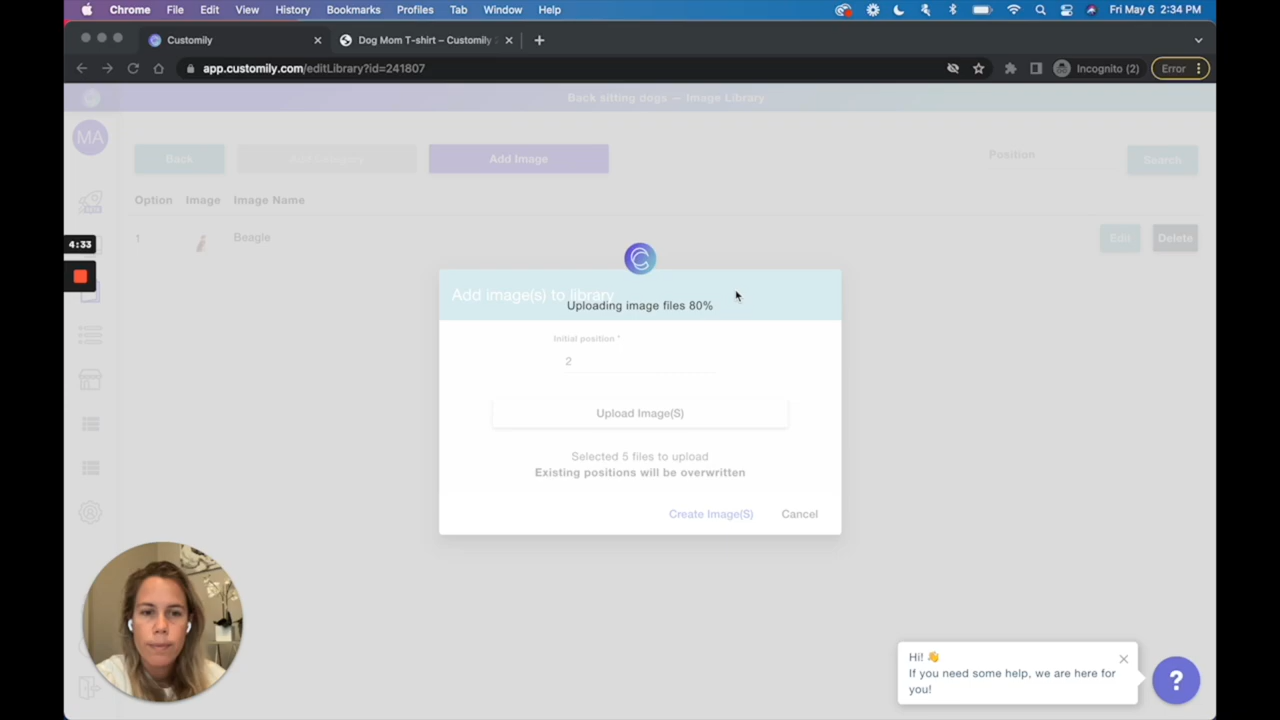 Chrome File Edit View History Bookmarks Profiles Tab Window Help Fri May 6 2:34 PM
Customily Dog Mom T-shirt – Customily
app.customily.com/editLibrary?id=241807 Incognito (2) Error
Back sitting dogs – Image Library
MA
Back Add Image Position Search
Option Image Image Name
BETA
1 Beagle Edit Delete
4:33
Add image(s) to library
Uploading image files 80%
Initial position *
2
Upload Image(S)
Selected 5 files to upload
Existing positions will be overwritten
Create Image(S) Cancel
Hi! 👋
If you need some help, we are here for
you!
?